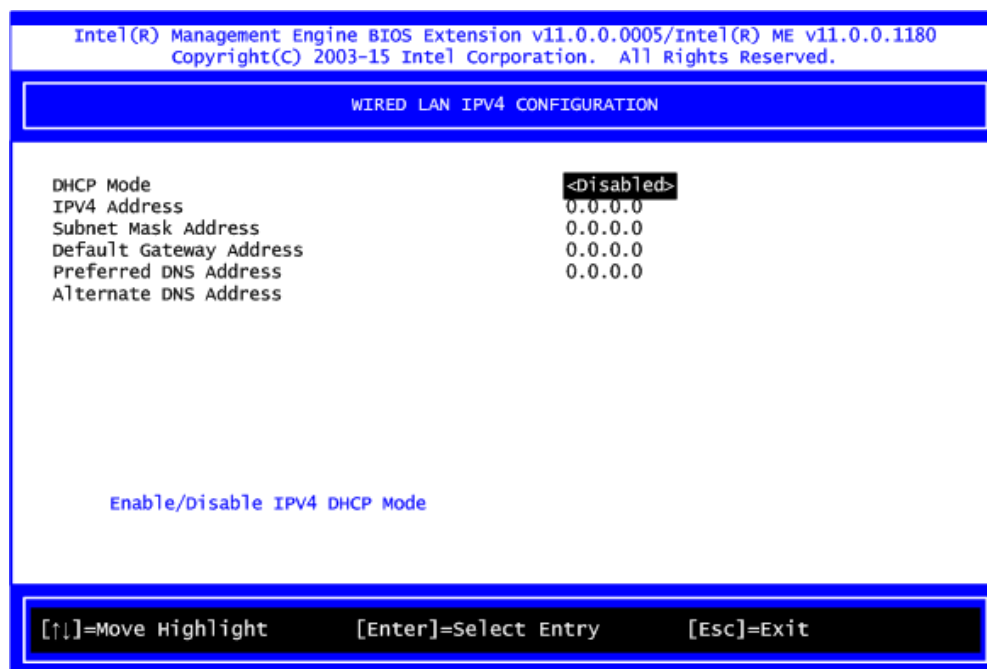 Intel(R) Management Engine BIOS Extension v11.0.0.0005/Intel(R) ME v11.0.0.1180
Copyright(C) 2003-15 Intel Corporation. All Rights Reserved.
WIRED LAN IPV4 CONFIGURATION
DHCP Mode <Disabled>
IPV4 Address 0.0.0.0
Subnet Mask Address 0.0.0.0
Default Gateway Address 0.0.0.0
Preferred DNS Address 0.0.0.0
Alternate DNS Address
Enable/Disable IPV4 DHCP Mode
[↑↓]=Move Highlight [Enter]=Select Entry [Esc]=Exit